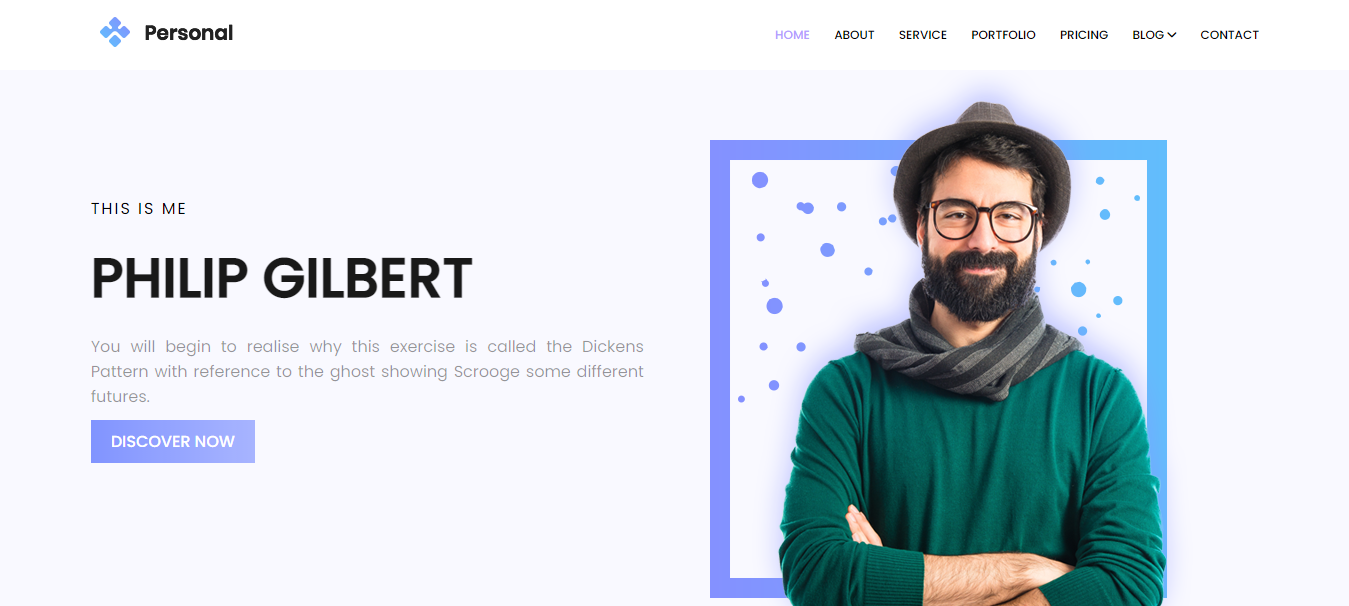 Personal
HOME ABOUT SERVICE PORTFOLIO PRICING BLOG CONTACT
THIS IS ME
PHILIP GILBERT
You will begin to realise why this exercise is called the Dickens
Pattern with reference to the ghost showing Scrooge some different
futures.
DISCOVER NOW